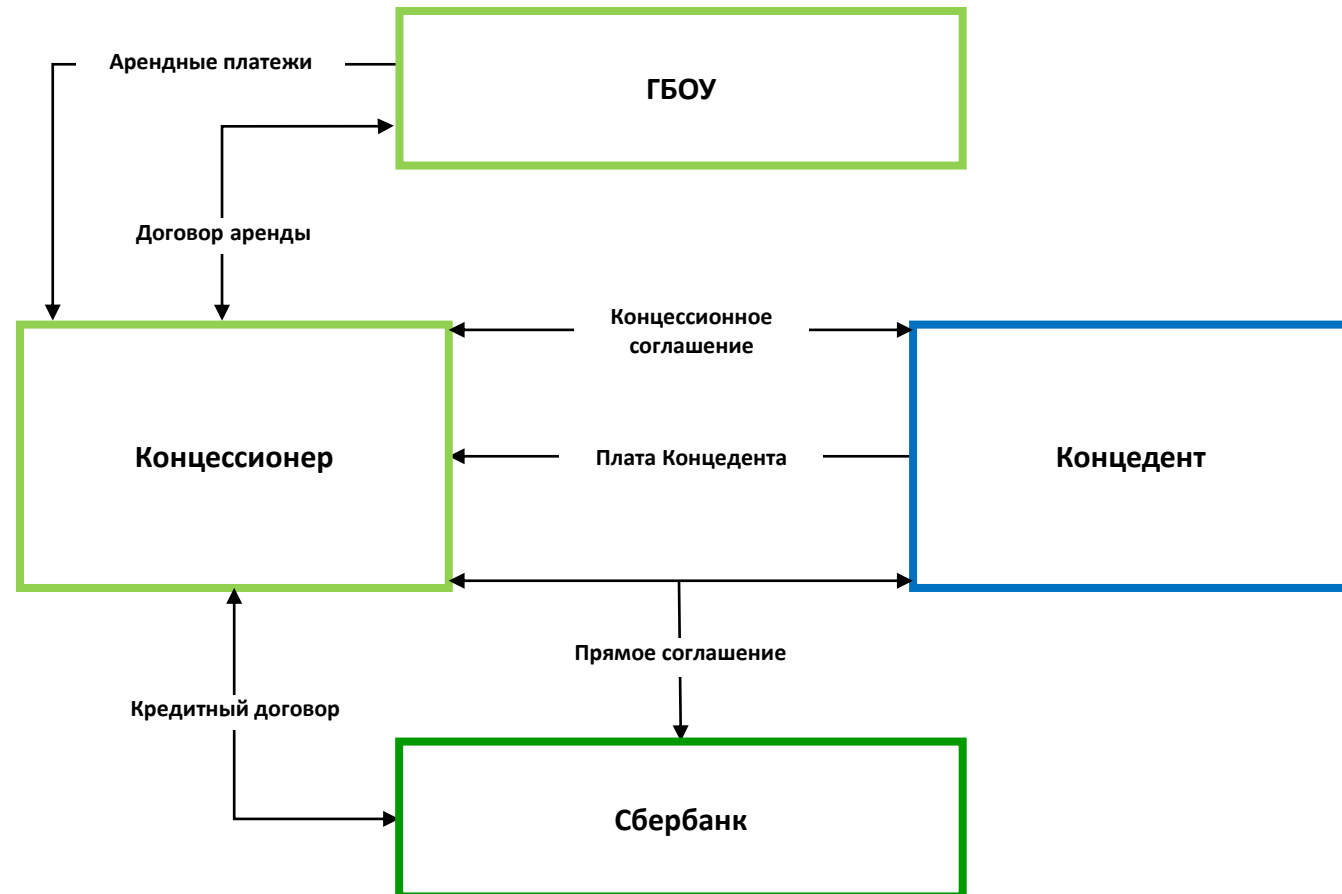 Арендные платежи
ГБОУ
Договор аренды
Концессионное
соглашение
Концессионер
Плата Концедента
Концедент
Прямое соглашение
Кредитный договор
Сбербанк